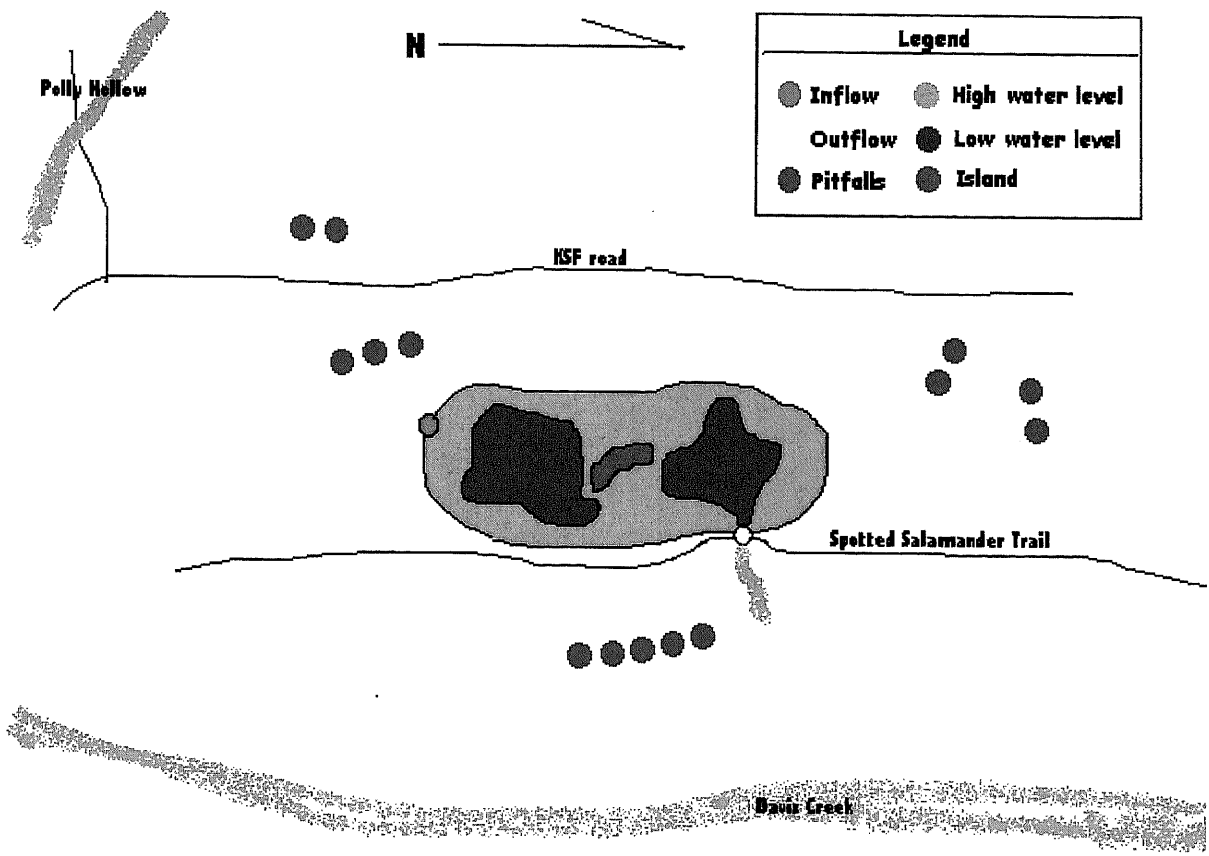 N
Legend
Inflow High water level
Outflow Low water level
Pitfalls Island
Polly Hollow
KSF road
Spotted Salamander Trail
Davis Creek